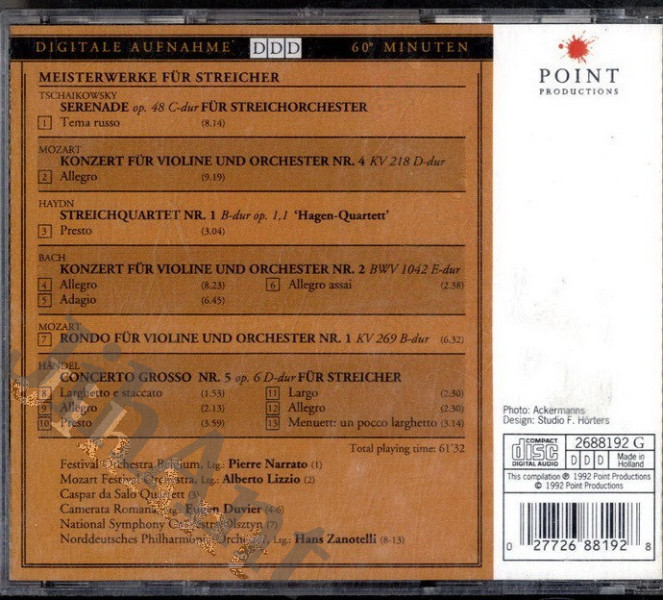 DIGITALE AUFNAHME DDD 60" MINUTEN
MEISTERWERKE FÜR STREICHER
TSCHAIKOWSKY
SERENADE op. 48 C-dur FÜR STREICHORCHESTER
1 Tema russo (8.14)
MOZART
KONZERT FÜR VIOLINE UND ORCHESTER NR. 4 KV 218 D-dur
2 Allegro (9.19)
HAYDN
STREICHQUARTET NR. 1 B-dur op. 1,1 'Hagen-Quartett'
3 Presto (3.04)
BACH
KONZERT FÜR VIOLINE UND ORCHESTER NR. 2 BWV 1042 E-dur
4 Allegro (8.23) 6 Allegro assai (2.38)
5 Adagio (6.45)
MOZART
7 RONDO FÜR VIOLINE UND ORCHESTER NR. 1 KV 269 B-dur (6.32)
HÄNDEL
CONCERTO GROSSO NR. 5 op. 6 D-dur FÜR STREICHER
8 Larghetto e staccato (1.53) 11 Largo (2:30)
9 Allegro (2.13) 12 Allegro (2:30)
10 Presto (3.59) 13 Menuett: un pocco larghetto (3.14)
Total playing time: 61'32
Festival Orchestra Belgium, Ltg.: Pierre Narrato (1)
Mozart Festival Orchestra, Ltg.: Alberto Lizzio (2)
Caspar da Salo Quartett (3)
Camerata Romana, Ltg.: Eugen Duvier (4-6)
National Symphony Orchestra Olsztyn (7)
Norddeutsches Philharmonie Orchester, Ltg.: Hans Zanotelli (8-13)
POINT
PRODUCTIONS
Photo: Ackermanns
Design: Studio F. Hörters
COMPACT
disc
DIGITAL AUDIO
2688192 G
DDD
Made in
Holland
This compilation ℗ 1992 Point Productions
© 1992 Point Productions
0 27726 88192 8